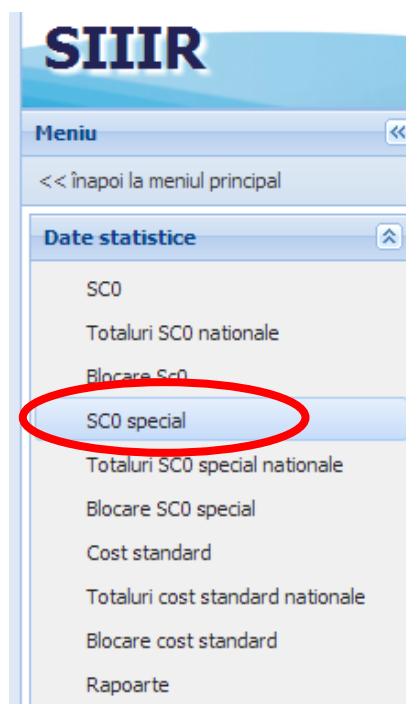 SIIIR
Meniu
<< înapoi la meniul principal
Date statistice
SC0
Totaluri SC0 nationale
Blocare Sc0
SC0 special
Totaluri SC0 special nationale
Blocare SC0 special
Cost standard
Totaluri cost standard nationale
Blocare cost standard
Rapoarte